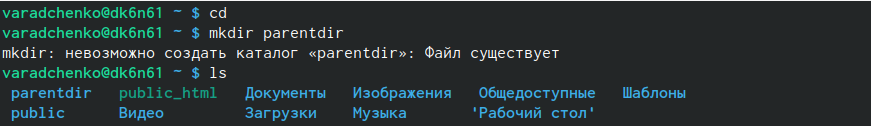 varadchenko@dk6n61 ~ $ cd
varadchenko@dk6n61 ~ $ mkdir parentdir
mkdir: невозможно создать каталог «parentdir»: Файл существует
varadchenko@dk6n61 ~ $ ls
parentdir public_html Документы Изображения Общедоступные Шаблоны
public Видео Загрузки Музыка 'Рабочий стол'